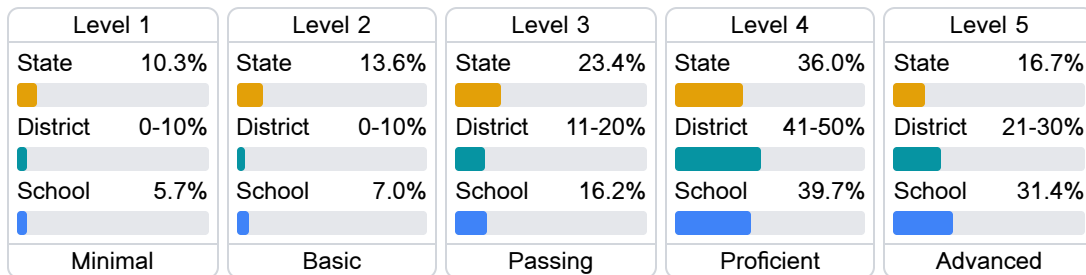 Level 1
State 10.3%
District 0-10%
School 5.7%
Minimal
Level 2
State 13.6%
District 0-10%
School 7.0%
Basic
Level 3
State 23.4%
District 11-20%
School 16.2%
Passing
Level 4
State 36.0%
District 41-50%
School 39.7%
Proficient
Level 5
State 16.7%
District 21-30%
School 31.4%
Advanced